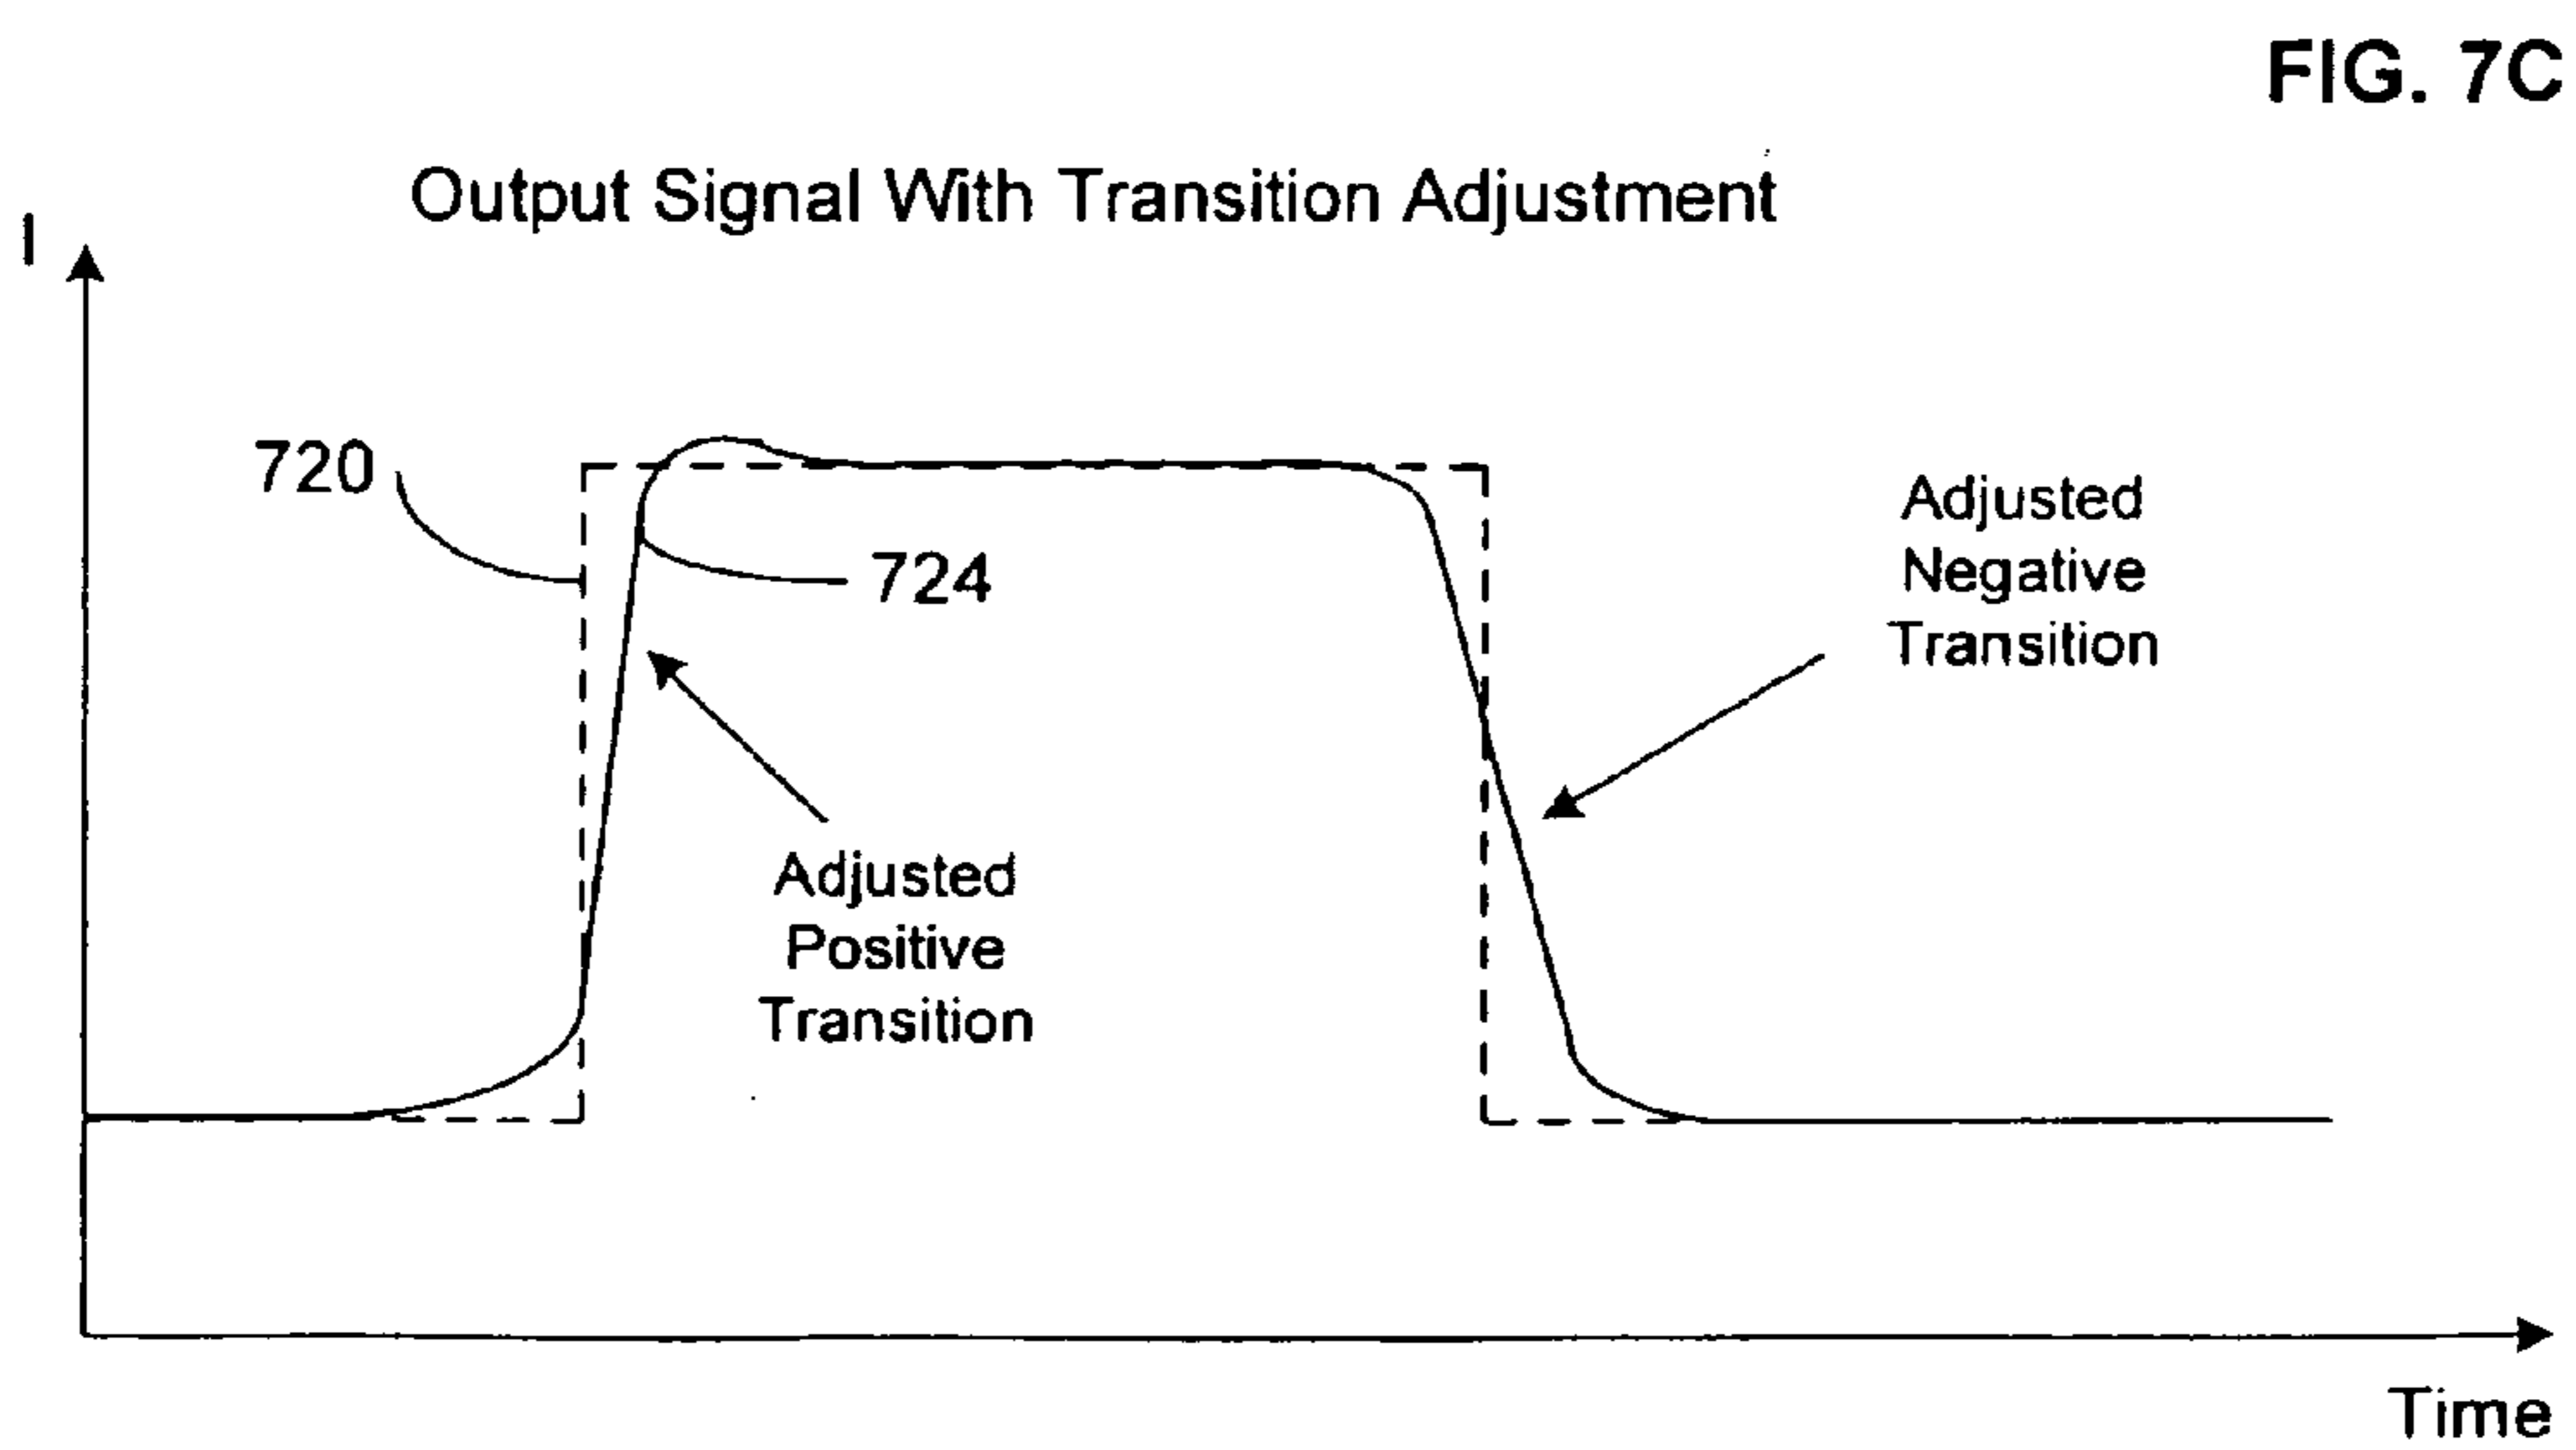 FIG. 7C
Output Signal With Transition Adjustment
I
720
724
Adjusted
Negative
Transition
Adjusted
Positive
Transition
Time